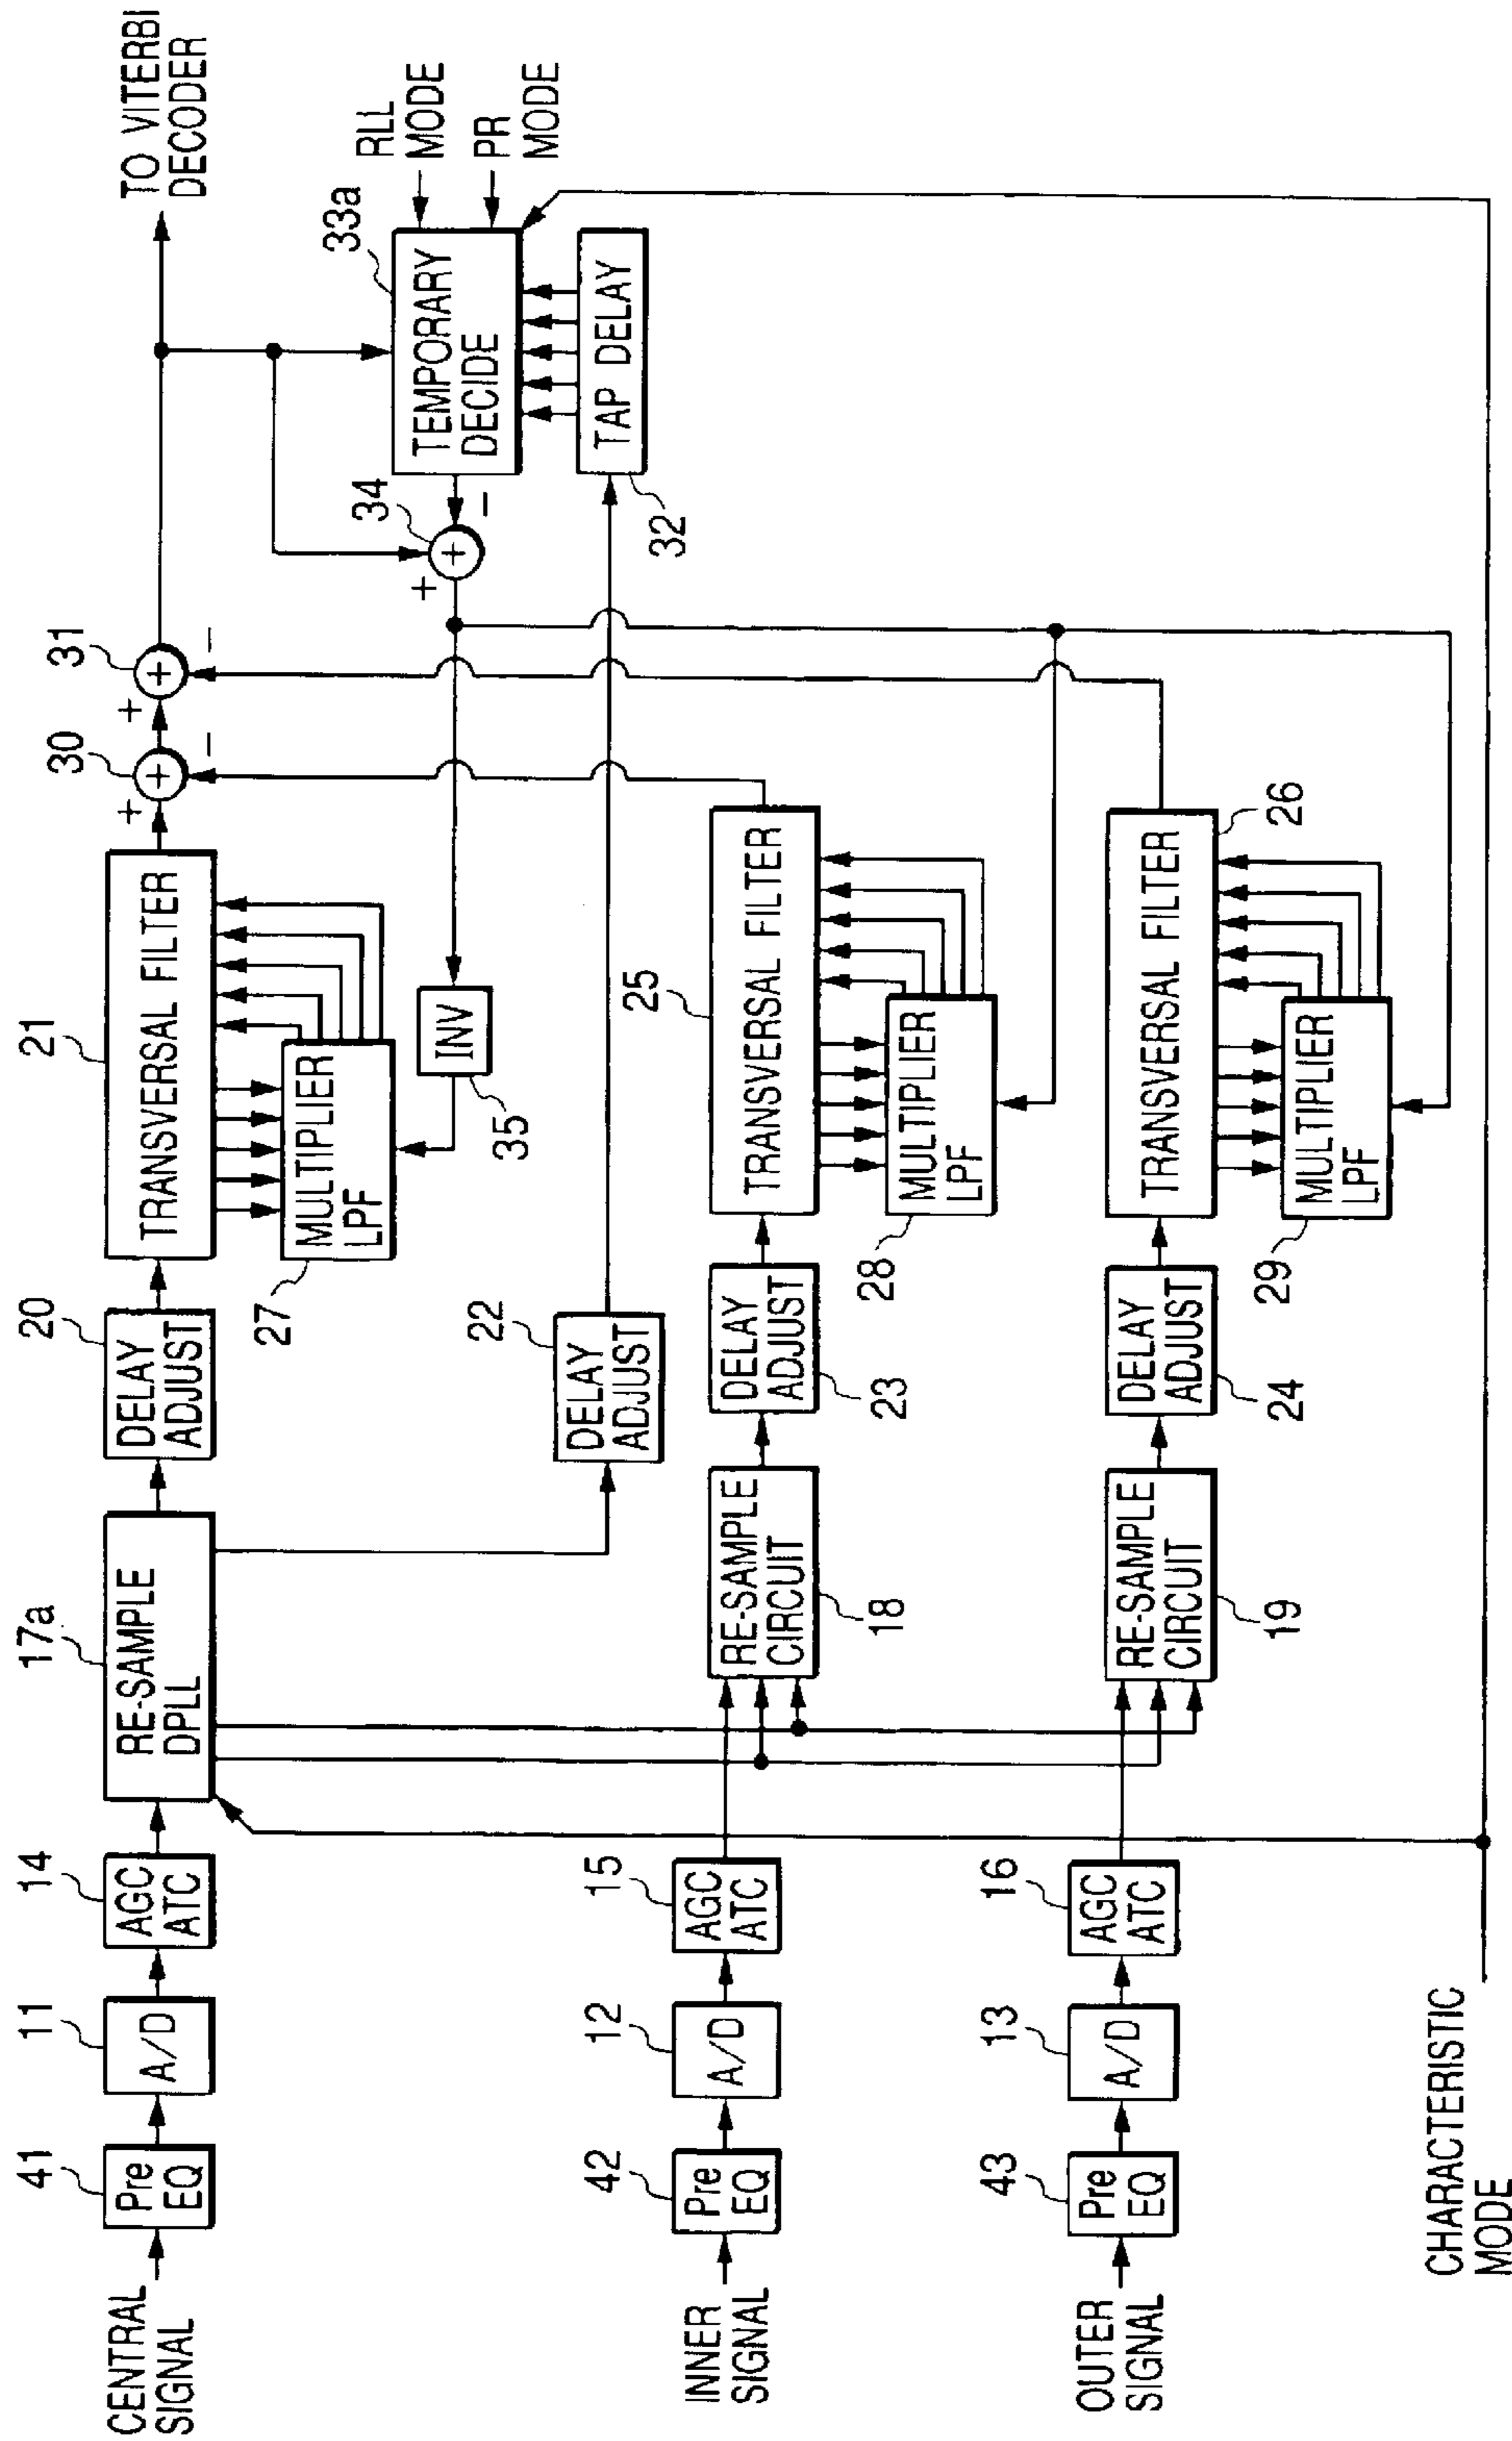 CENTRAL
SIGNAL
41
Pre
EQ
11
A/D
14
AGC
ATC
17a
RE-SAMPLE
DPLL
20
DELAY
ADJUST
21
TRANSVERSAL FILTER
27
MULTIPLIER
LPF
35
INV
30
+
+
−
31
+
+
−
TO VITERBI
DECODER
22
DELAY
ADJUST
34
+
+
−
33a
TEMPORARY
DECIDE
RLL
MODE
PR
MODE
32
TAP DELAY
INNER
SIGNAL
42
Pre
EQ
12
A/D
15
AGC
ATC
18
RE-SAMPLE
CIRCUIT
23
DELAY
ADJUST
25
TRANSVERSAL FILTER
28
MULTIPLIER
LPF
OUTER
SIGNAL
43
Pre
EQ
13
A/D
16
AGC
ATC
19
RE-SAMPLE
CIRCUIT
24
DELAY
ADJUST
26
TRANSVERSAL FILTER
29
MULTIPLIER
LPF
CHARACTERISTIC
MODE